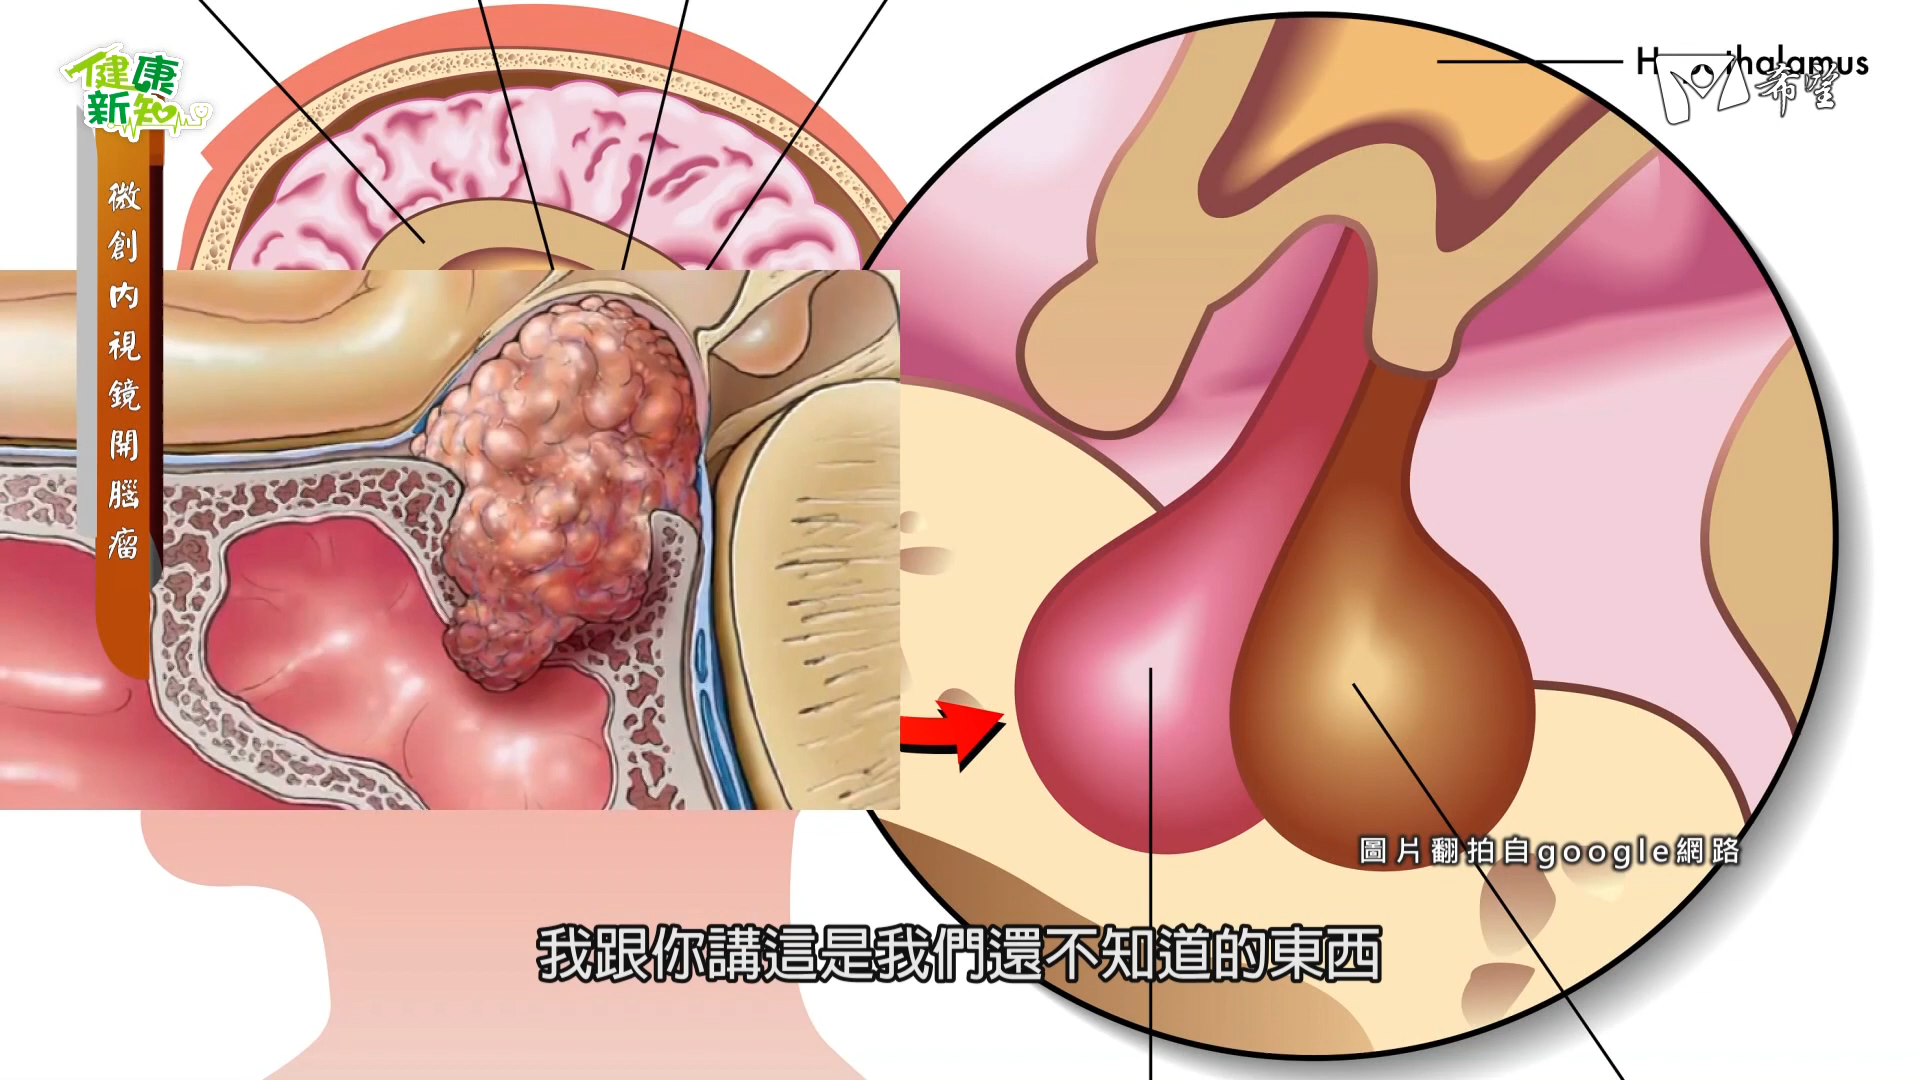 健康
新知
微創內視鏡開腦瘤
希望
圖片翻拍自google網路
我跟你講這是我們還不知道的東西